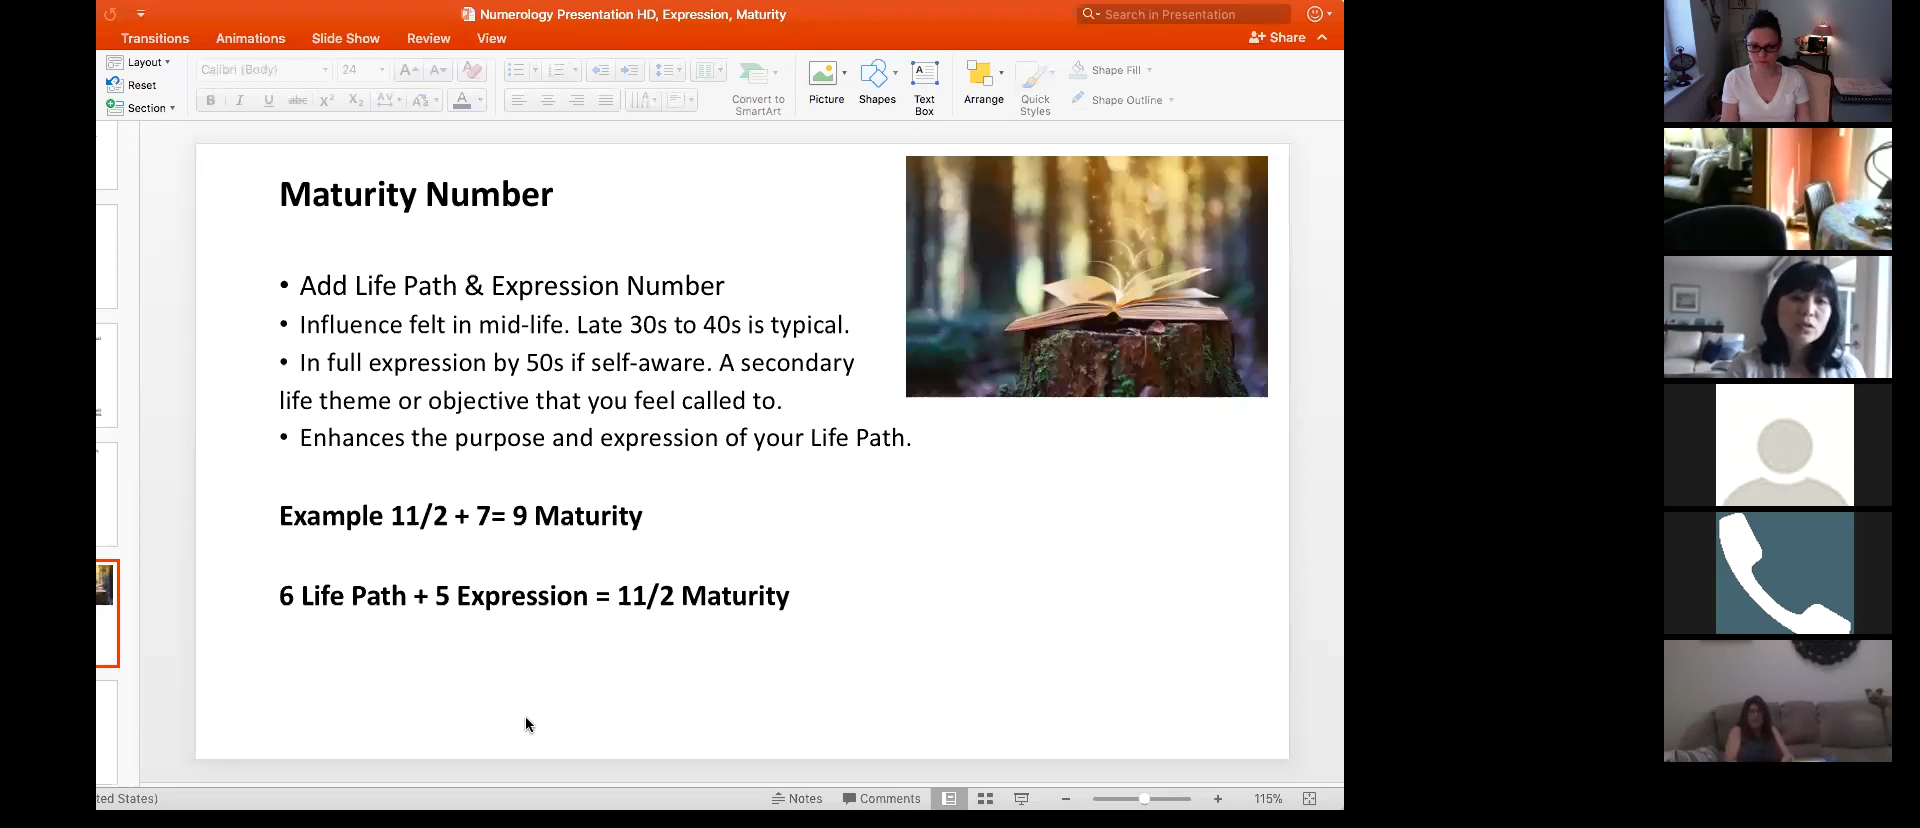 Numerology Presentation HD, Expression, Maturity
Search in Presentation
Transitions Animations Slide Show Review View
Share
Layout
Reset
Section
Calibri (Body) 24
B I U abc X² X₂ AV Aa A
Convert to SmartArt
Picture
Shapes
Text Box
Arrange
Quick Styles
Shape Fill
Shape Outline
Maturity Number
• Add Life Path & Expression Number
• Influence felt in mid-life. Late 30s to 40s is typical.
• In full expression by 50s if self-aware. A secondary
life theme or objective that you feel called to.
• Enhances the purpose and expression of your Life Path.
Example 11/2 + 7= 9 Maturity
6 Life Path + 5 Expression = 11/2 Maturity
ted States)
Notes Comments 115%